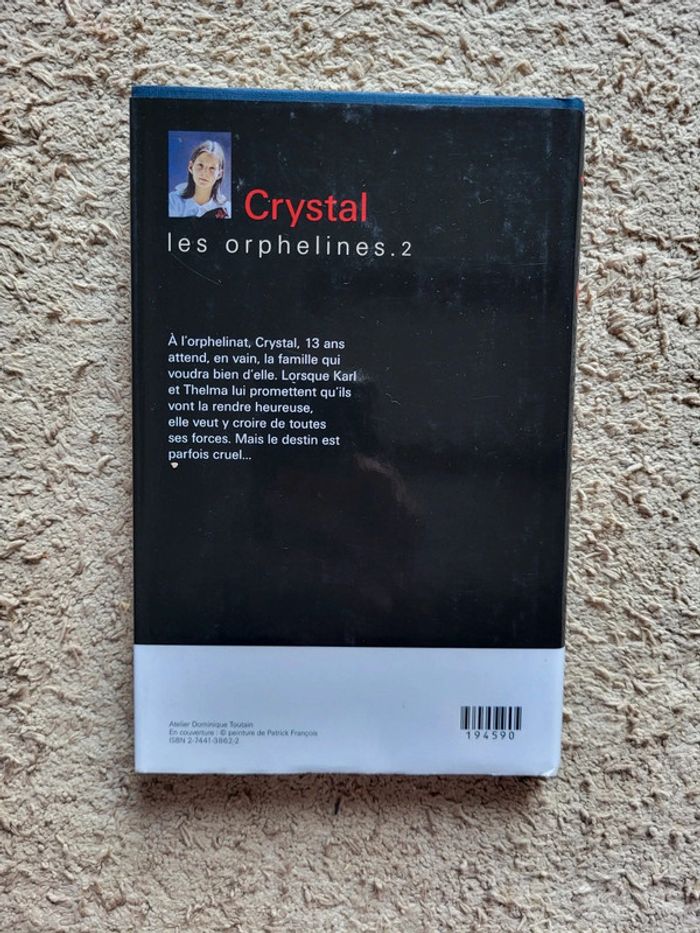 Crystal
les orphelines.2
À l'orphelinat, Crystal, 13 ans
attend, en vain, la famille qui
voudra bien d'elle. Lorsque Karl
et Thelma lui promettent qu'ils
vont la rendre heureuse,
elle veut y croire de toutes
ses forces. Mais le destin est
parfois cruel...
Atelier Dominique Toutain
En couverture : © peinture de Patrick François
ISBN 2-7441-3862-2
194590